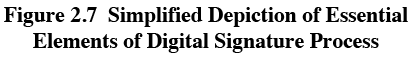 Figure 2.7 Simplified Depiction of Essential
Elements of Digital Signature Process